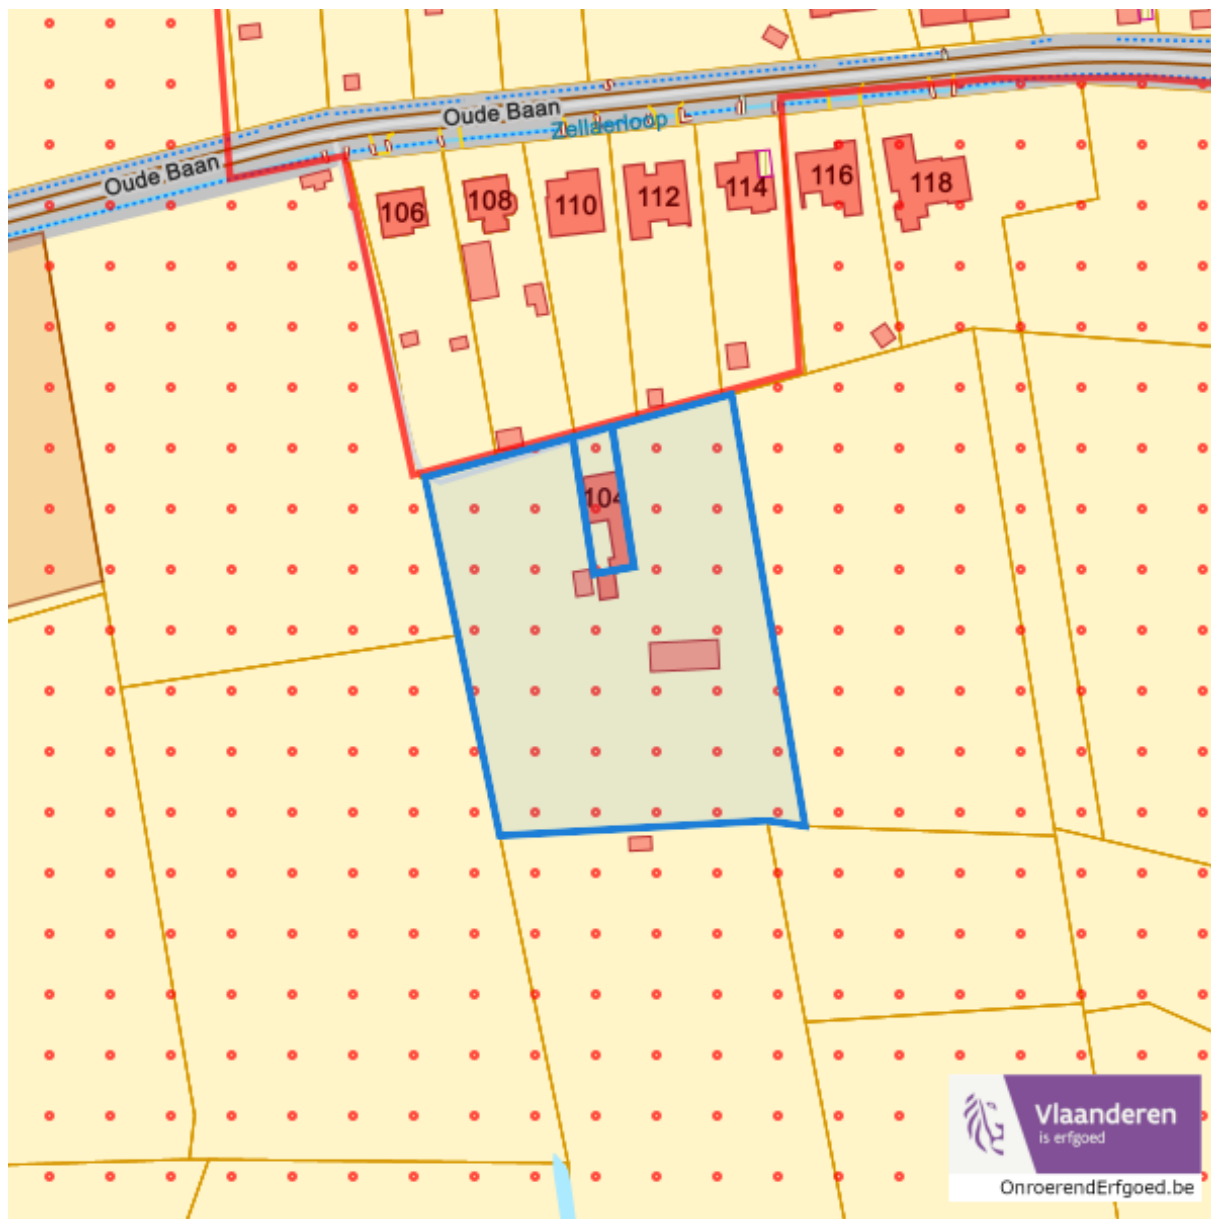 Oude Baan
Zellaerloop
Oude Baan
106
108
110
112
114
116
118
104
Vlaanderen
is erfgoed
OnroerendErfgoed.be